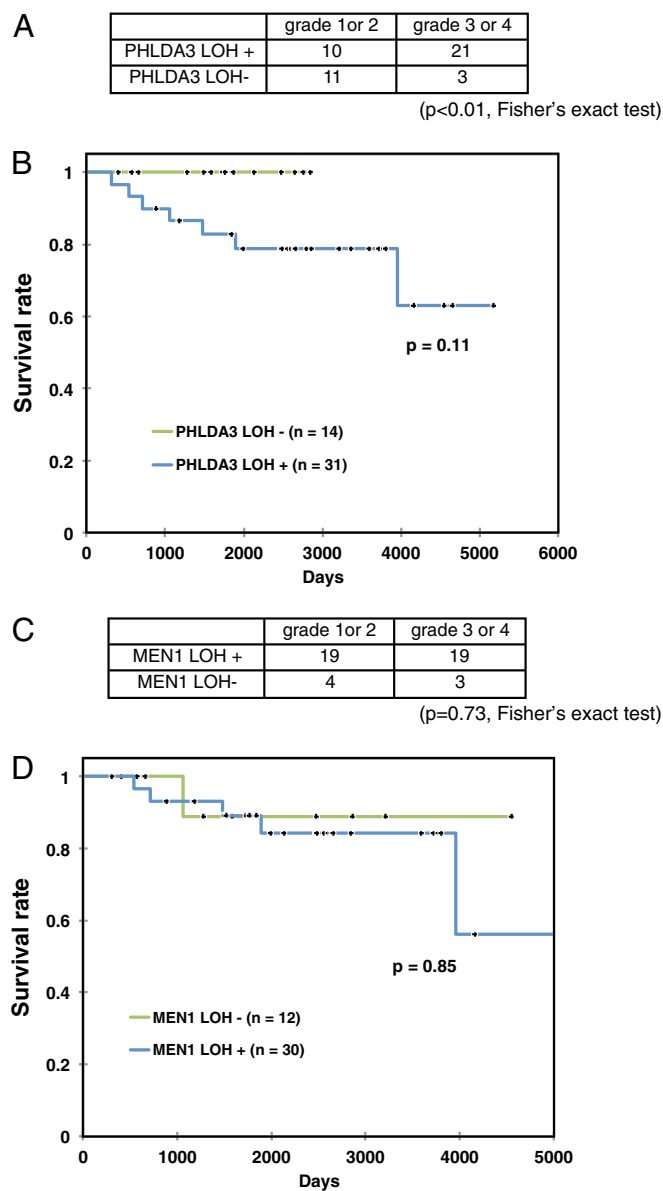 A
grade 1or 2 grade 3 or 4
PHLDA3 LOH + 10 21
PHLDA3 LOH- 11 3
(p<0.01, Fisher's exact test)
B
1
0.8
0.6
0.4
0.2
0
Survival rate
p = 0.11
PHLDA3 LOH - (n = 14)
PHLDA3 LOH + (n = 31)
0 1000 2000 3000 4000 5000 6000
Days
C
grade 1or 2 grade 3 or 4
MEN1 LOH + 19 19
MEN1 LOH- 4 3
(p=0.73, Fisher's exact test)
D
1
0.8
0.6
0.4
0.2
0
Survival rate
p = 0.85
MEN1 LOH - (n = 12)
MEN1 LOH + (n = 30)
0 1000 2000 3000 4000 5000
Days